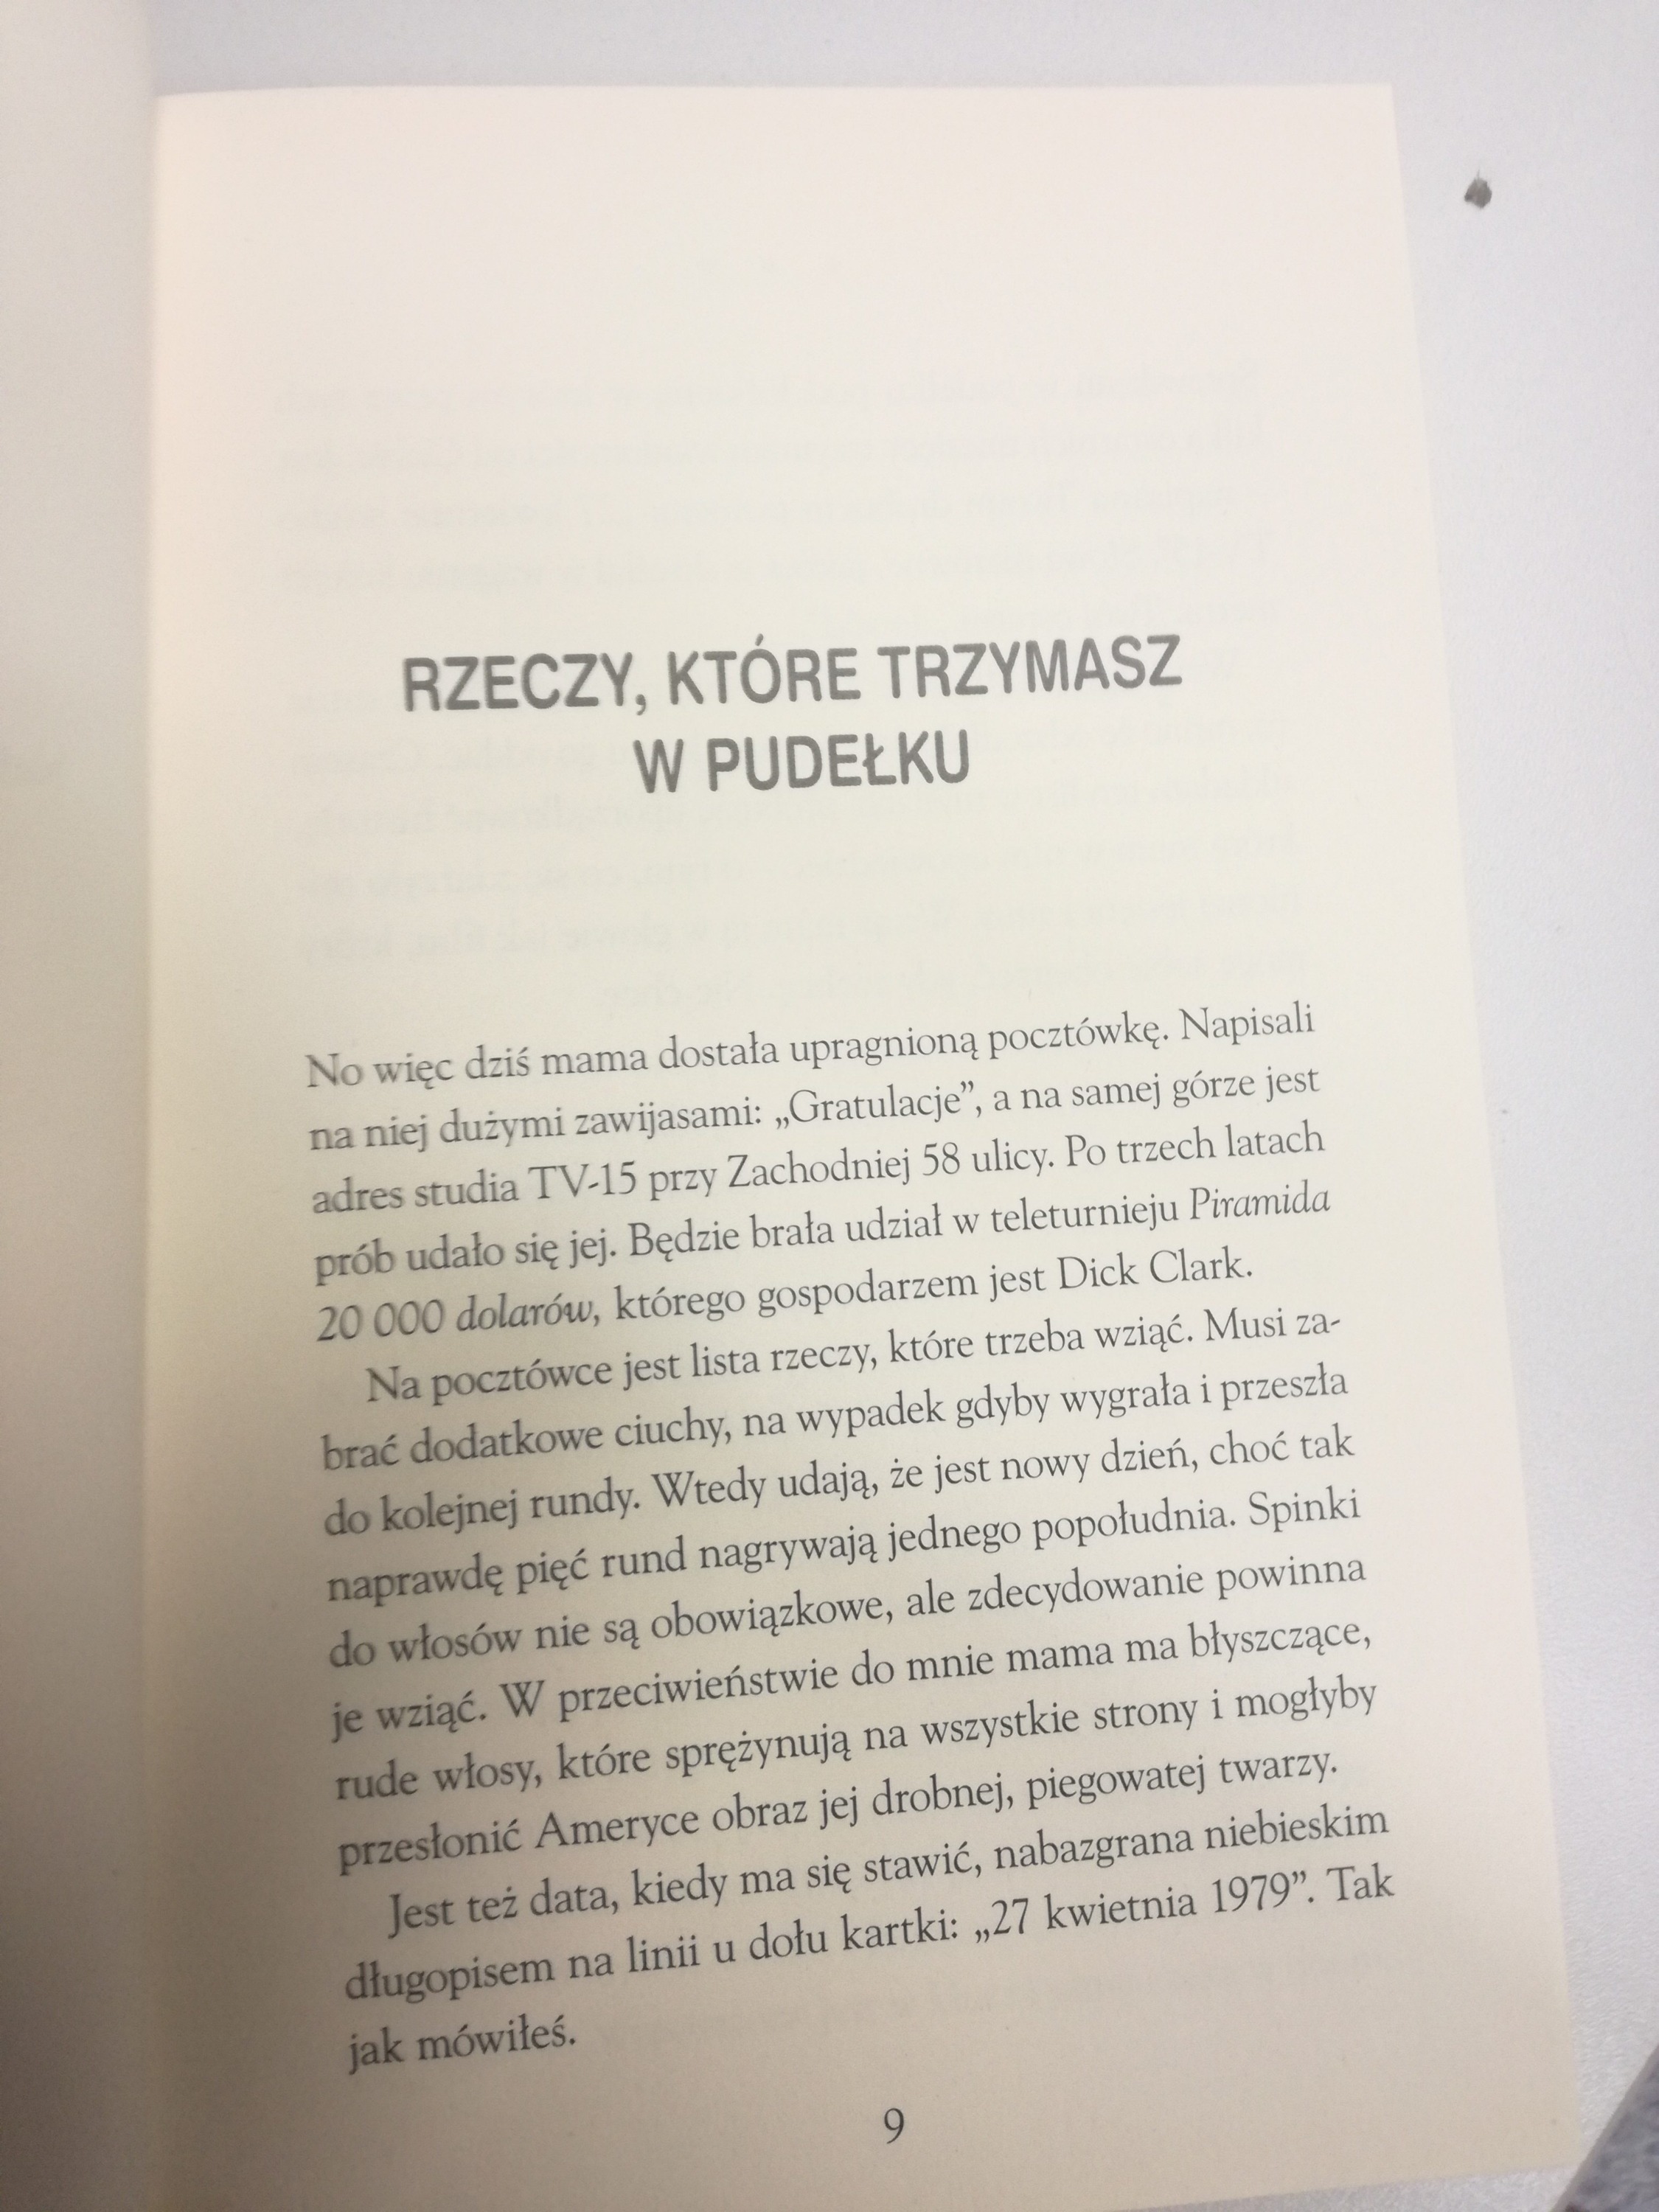 RZECZY, KTÓRE TRZYMASZ
W PUDEŁKU
No więc dziś mama dostała upragnioną pocztówkę. Napisali
na niej dużymi zawijasami: „Gratulacje”, a na samej górze jest
adres studia TV-15 przy Zachodniej 58 ulicy. Po trzech latach
prób udało się jej. Będzie brała udział w teleturnieju Piramida
20 000 dolarów, którego gospodarzem jest Dick Clark.
Na pocztówce jest lista rzeczy, które trzeba wziąć. Musi za-
brać dodatkowe ciuchy, na wypadek gdyby wygrała i przeszła
do kolejnej rundy. Wtedy udają, że jest nowy dzień, choć tak
naprawdę pięć rund nagrywają jednego popołudnia. Spinki
do włosów nie są obowiązkowe, ale zdecydowanie powinna
je wziąć. W przeciwieństwie do mnie mama ma błyszczące,
rude włosy, które sprężynują na wszystkie strony i mogłyby
przesłonić Ameryce obraz jej drobnej, piegowatej twarzy.
Jest też data, kiedy ma się stawić, nabazgrana niebieskim
długopisem na linii u dołu kartki: „27 kwietnia 1979”. Tak
jak mówiłeś.
9